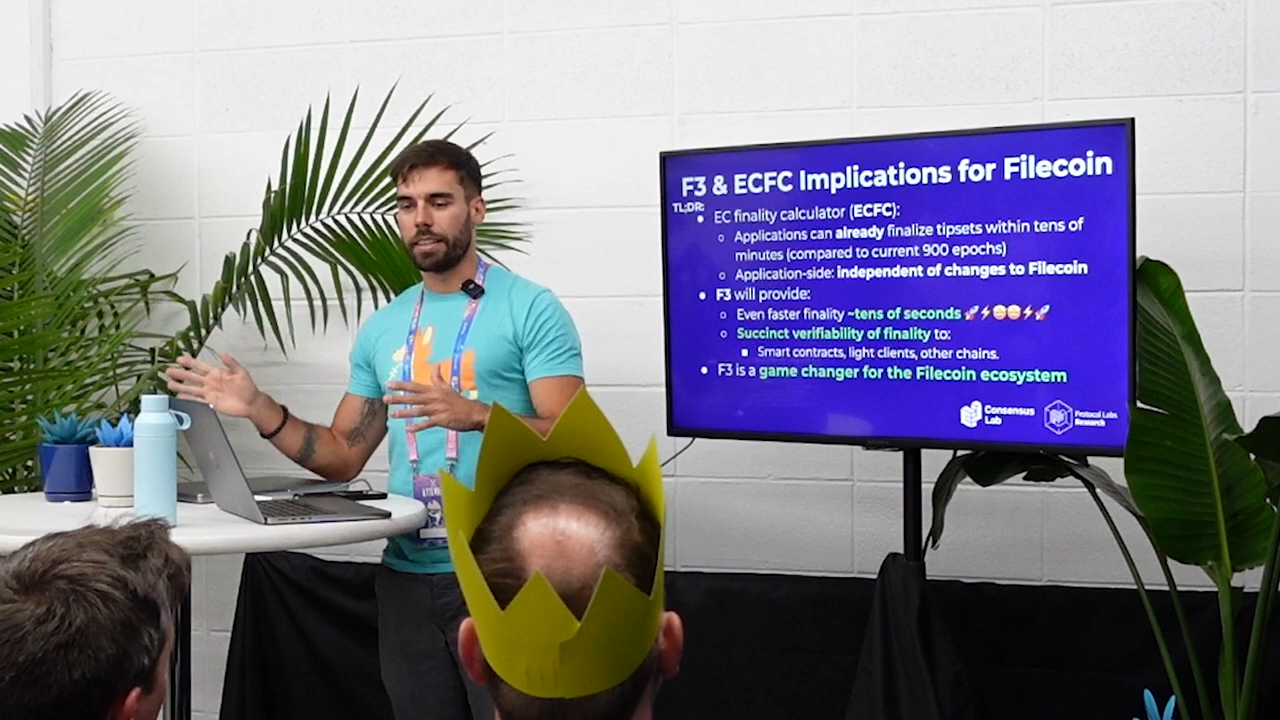 F3 & ECFC Implications for Filecoin
TL;DR:
EC finality calculator (ECFC):
Applications can already finalize tipsets within tens of
minutes (compared to current 900 epochs)
Application-side: independent of changes to Filecoin
F3 will provide:
Even faster finality ~tens of seconds 🚀⚡🤯🤯⚡🚀
Succinct verifiability of finality to:
Smart contracts, light clients, other chains.
F3 is a game changer for the Filecoin ecosystem
Consensus
Lab
Protocol Labs
Research